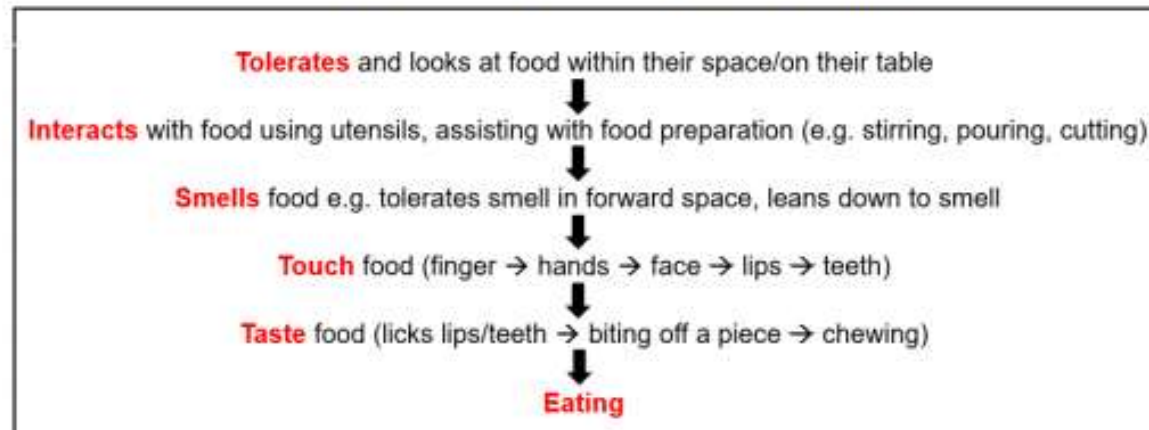 Tolerates and looks at food within their space/on their table
Interacts with food using utensils, assisting with food preparation (e.g. stirring, pouring, cutting)
Smells food e.g. tolerates smell in forward space, leans down to smell
Touch food (finger → hands → face → lips → teeth)
Taste food (licks lips/teeth → biting off a piece → chewing)
Eating